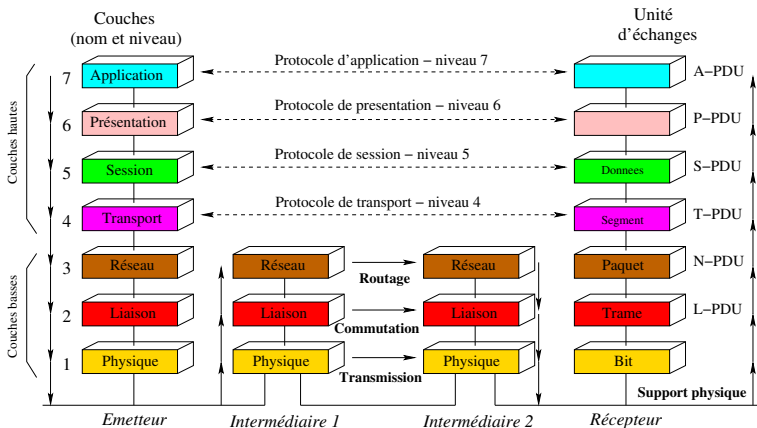 Couches
(nom et niveau)
Unité
d'échanges
Couches hautes
7 Application
Protocole d'application – niveau 7
A–PDU
6 Présentation
Protocole de presentation – niveau 6
P–PDU
5 Session
Protocole de session – niveau 5
Donnees
S–PDU
4 Transport
Protocole de transport – niveau 4
Segment
T–PDU
Couches basses
3 Réseau
Réseau
Routage
Réseau
Paquet
N–PDU
2 Liaison
Liaison
Commutation
Liaison
Trame
L–PDU
1 Physique
Physique
Transmission
Physique
Bit
Support physique
Emetteur
Intermédiaire 1
Intermédiaire 2
Récepteur